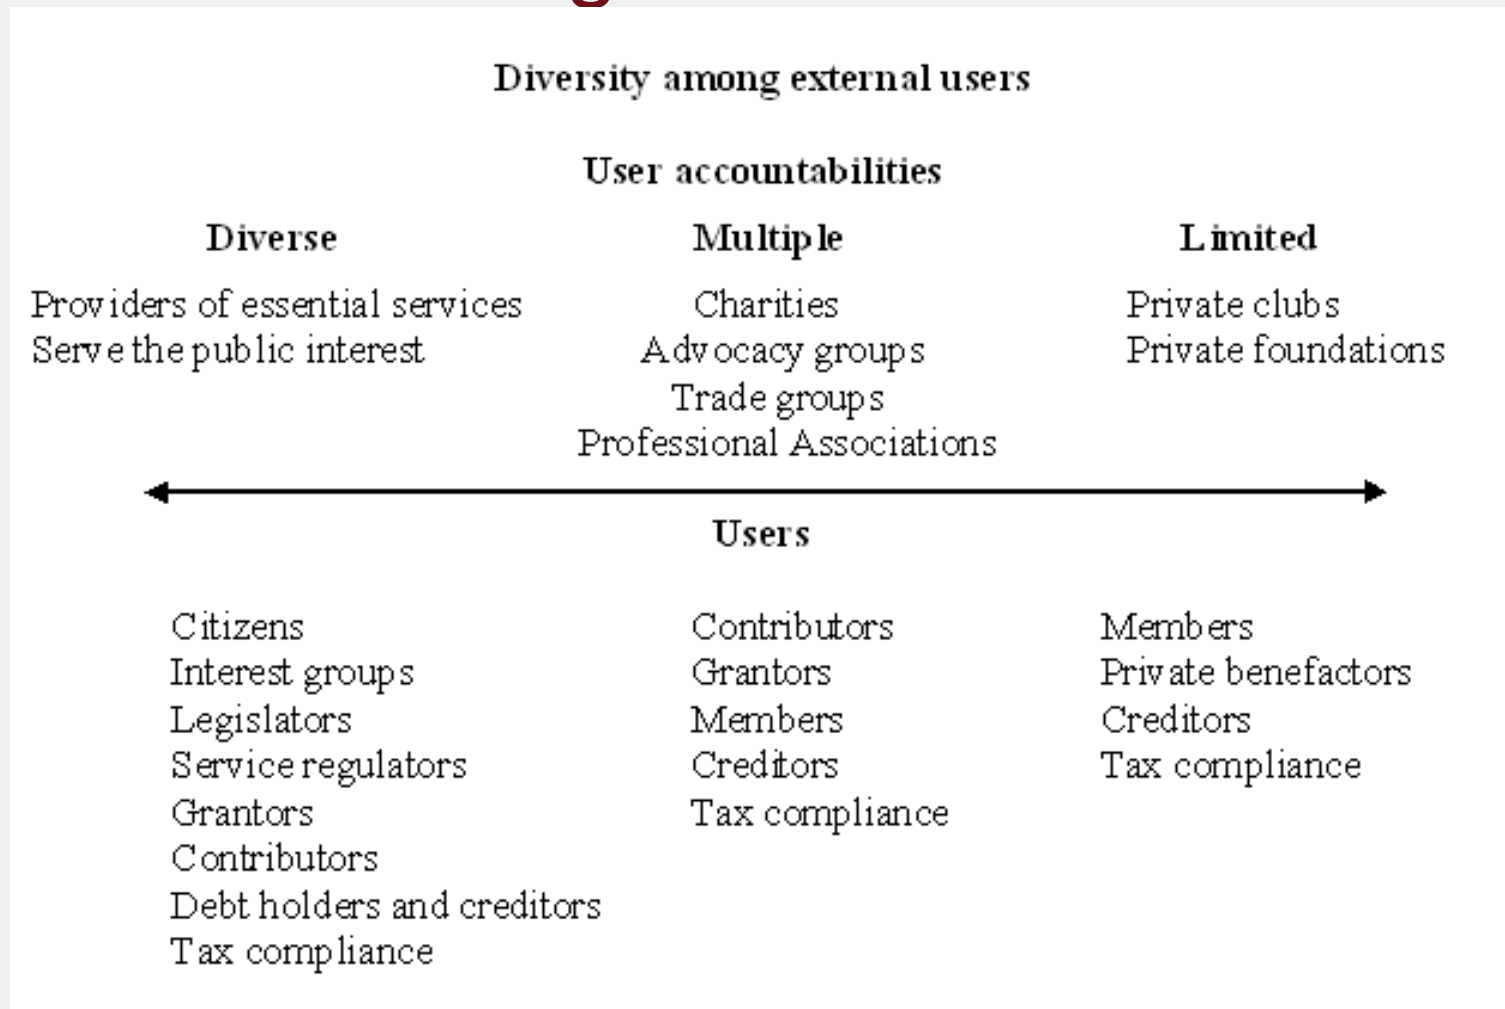 Diversity among external users
User accountabilities
Diverse
Providers of essential services
Serve the public interest
Multiple
Charities
Advocacy groups
Trade groups
Professional Associations
Limited
Private clubs
Private foundations
Users
Citizens
Interest groups
Legislators
Service regulators
Grantors
Contributors
Debt holders and creditors
Tax compliance
Contributors
Grantors
Members
Creditors
Tax compliance
Members
Private benefactors
Creditors
Tax compliance